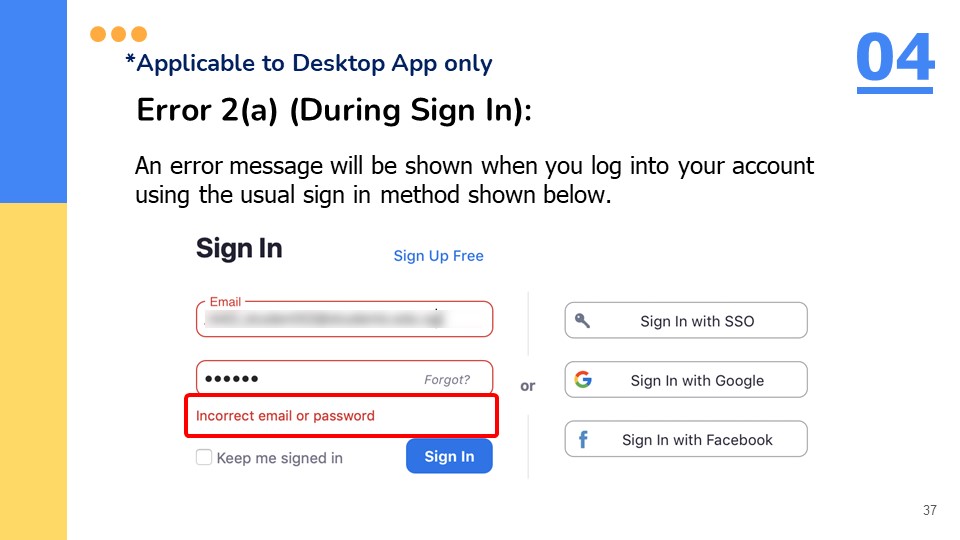 *Applicable to Desktop App only
04
Error 2(a) (During Sign In):
An error message will be shown when you log into your account
using the usual sign in method shown below.
Sign In
Sign Up Free
Email
Forgot?
Incorrect email or password
Keep me signed in
Sign In
or
Sign In with SSO
Sign In with Google
Sign In with Facebook
37